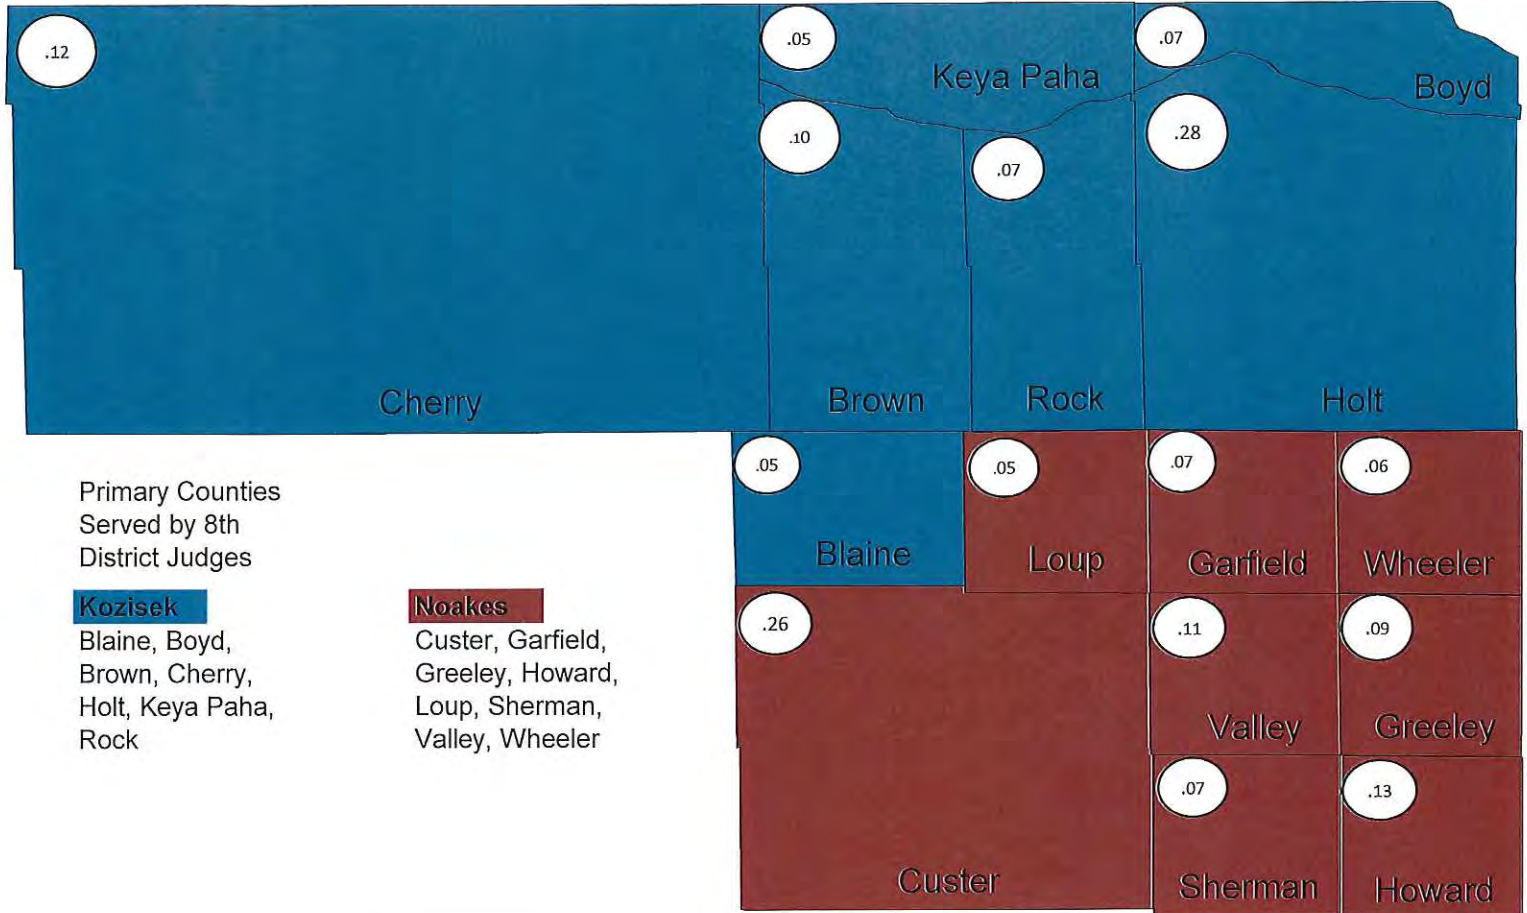 .12
.05
.07
Keya Paha
Boyd
.10
.07
.28
Cherry
Brown
Rock
Holt
.05
.05
.07
.06
Blaine
Loup
Garfield
Wheeler
Primary Counties
Served by 8th
District Judges
Kozisek
Blaine, Boyd,
Brown, Cherry,
Holt, Keya Paha,
Rock
Noakes
Custer, Garfield,
Greeley, Howard,
Loup, Sherman,
Valley, Wheeler
.26
.11
.09
Valley
Greeley
.07
.13
Custer
Sherman
Howard